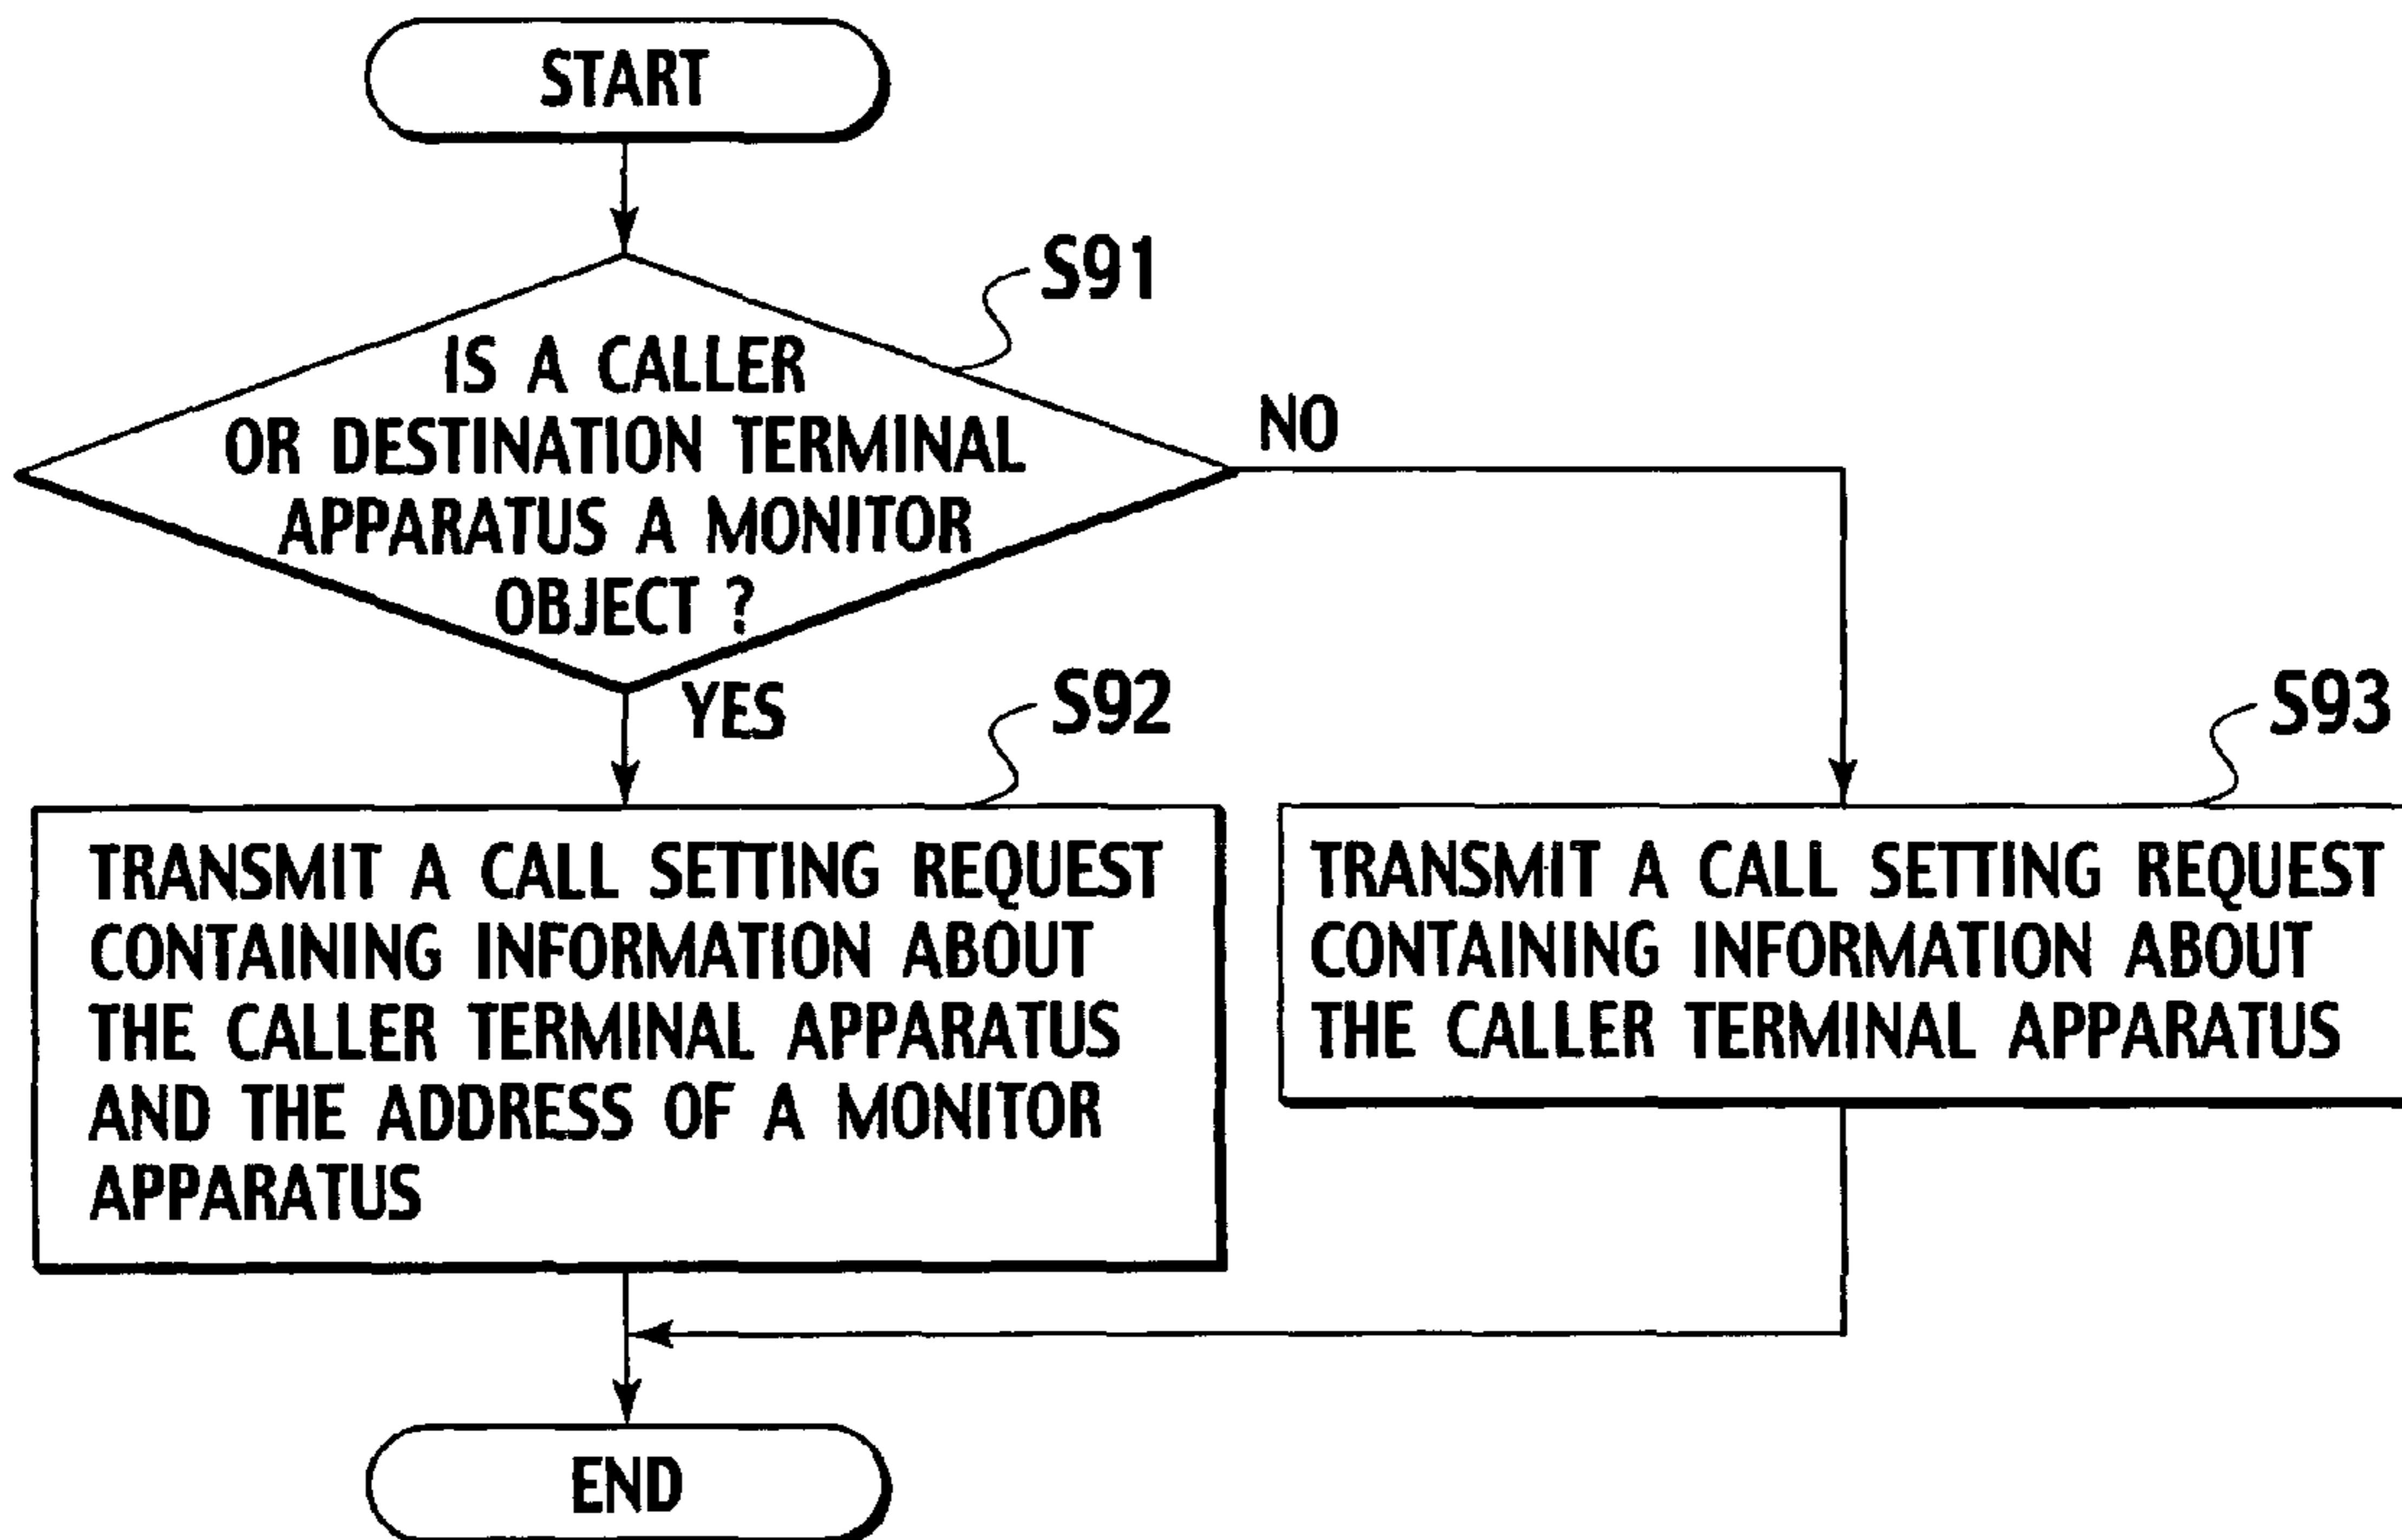 START
S91
IS A CALLER
OR DESTINATION TERMINAL
APPARATUS A MONITOR
OBJECT ?
NO
YES
S92
TRANSMIT A CALL SETTING REQUEST
CONTAINING INFORMATION ABOUT
THE CALLER TERMINAL APPARATUS
AND THE ADDRESS OF A MONITOR
APPARATUS
S93
TRANSMIT A CALL SETTING REQUEST
CONTAINING INFORMATION ABOUT
THE CALLER TERMINAL APPARATUS
END